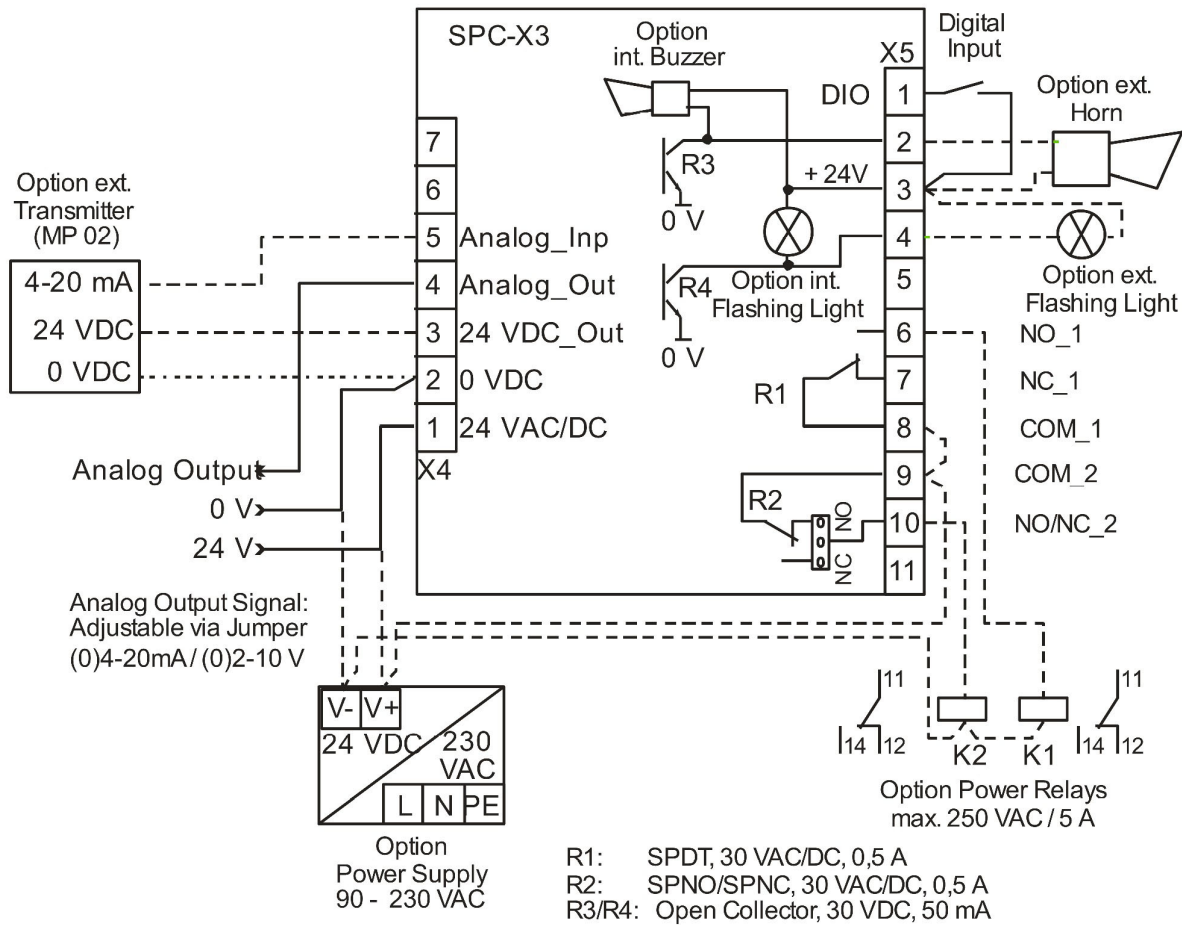 SPC-X3
Option
int. Buzzer
Digital
Input
X5
DIO
1
Option ext.
Horn
2
R3
+ 24V
3
0 V
4
R4
Option int.
Flashing Light
0 V
5
Option ext.
Flashing Light
6
NO_1
R1
7
NC_1
8
COM_1
9
COM_2
R2
NO
NC
10
NO/NC_2
11
7
6
Option ext.
Transmitter
(MP 02)
5
Analog_Inp
4-20 mA
4
Analog_Out
24 VDC
3
24 VDC_Out
0 VDC
2
0 VDC
1
24 VAC/DC
X4
Analog Output
0 V
24 V
Analog Output Signal:
Adjustable via Jumper
(0)4-20mA / (0)2-10 V
V-
V+
24 VDC
230
VAC
L
N
PE
Option
Power Supply
90 - 230 VAC
11
14
12
K2
K1
11
14
12
Option Power Relays
max. 250 VAC / 5 A
R1: SPDT, 30 VAC/DC, 0,5 A
R2: SPNO/SPNC, 30 VAC/DC, 0,5 A
R3/R4: Open Collector, 30 VDC, 50 mA